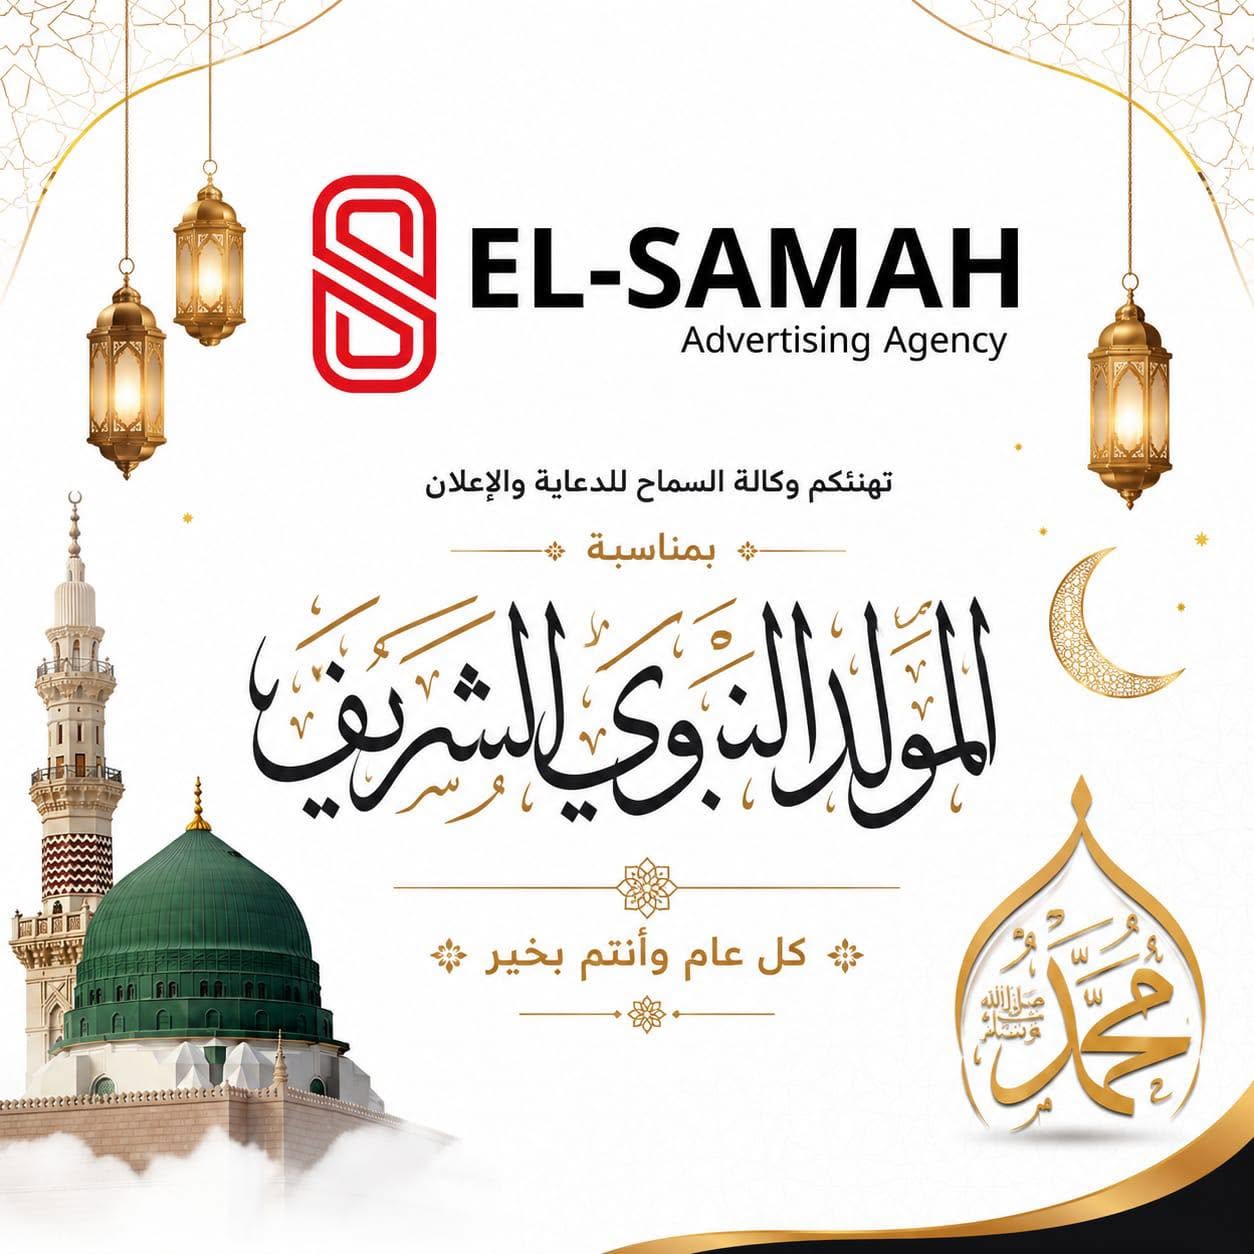 EL-SAMAH
Advertising Agency
تهنئكم وكالة السماح للدعاية والإعلان
بمناسبة
المولد النبوي الشريف
كل عام وأنتم بخير
محمد
صلى الله عليه وسلم